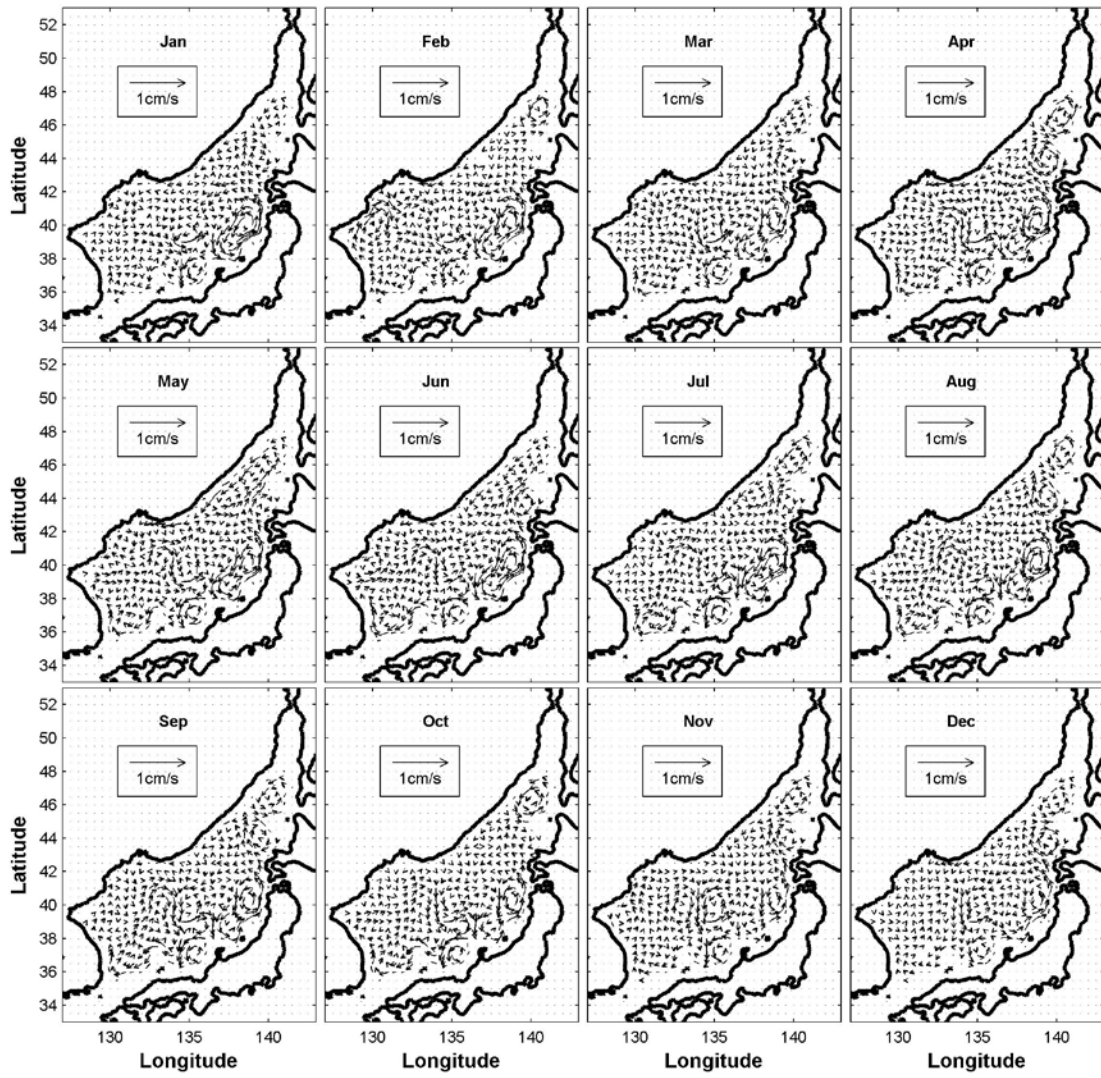 Jan
Feb
Mar
Apr
1cm/s
1cm/s
1cm/s
1cm/s
Latitude
52
50
48
46
44
42
40
38
36
34
May
Jun
Jul
Aug
1cm/s
1cm/s
1cm/s
1cm/s
Latitude
52
50
48
46
44
42
40
38
36
34
Sep
Oct
Nov
Dec
1cm/s
1cm/s
1cm/s
1cm/s
Latitude
52
50
48
46
44
42
40
38
36
34
130 135 140
130 135 140
130 135 140
130 135 140
Longitude
Longitude
Longitude
Longitude